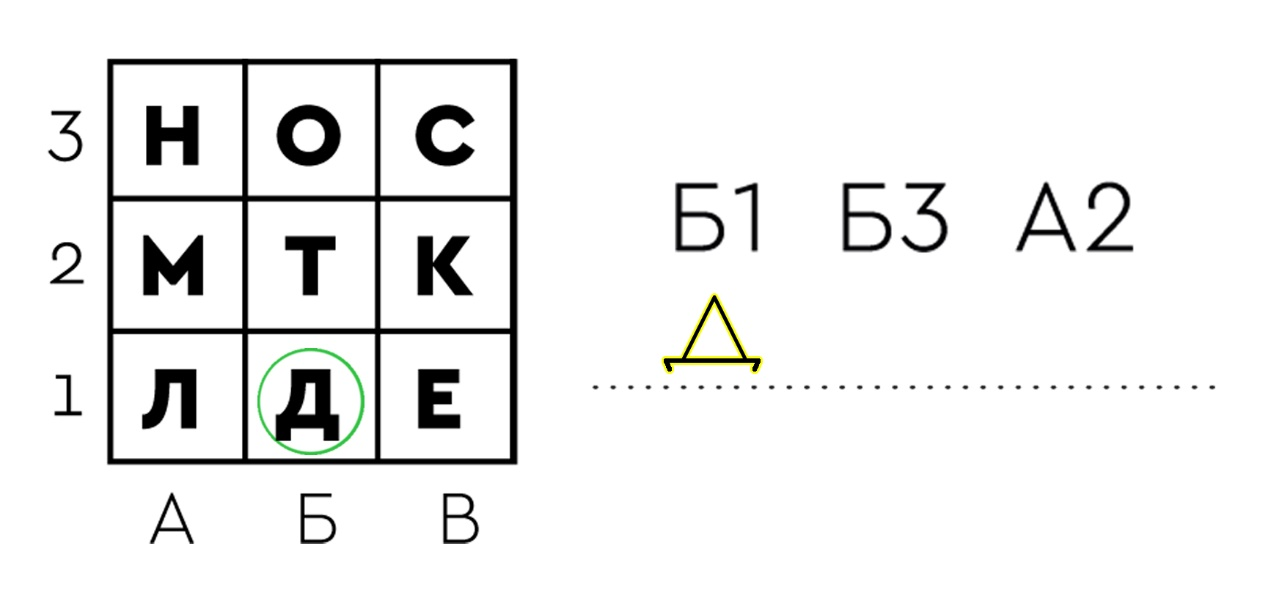 3 Н О С
2 М Т К
1 Л Д Е
А Б В
Б1 Б3 А2
Д